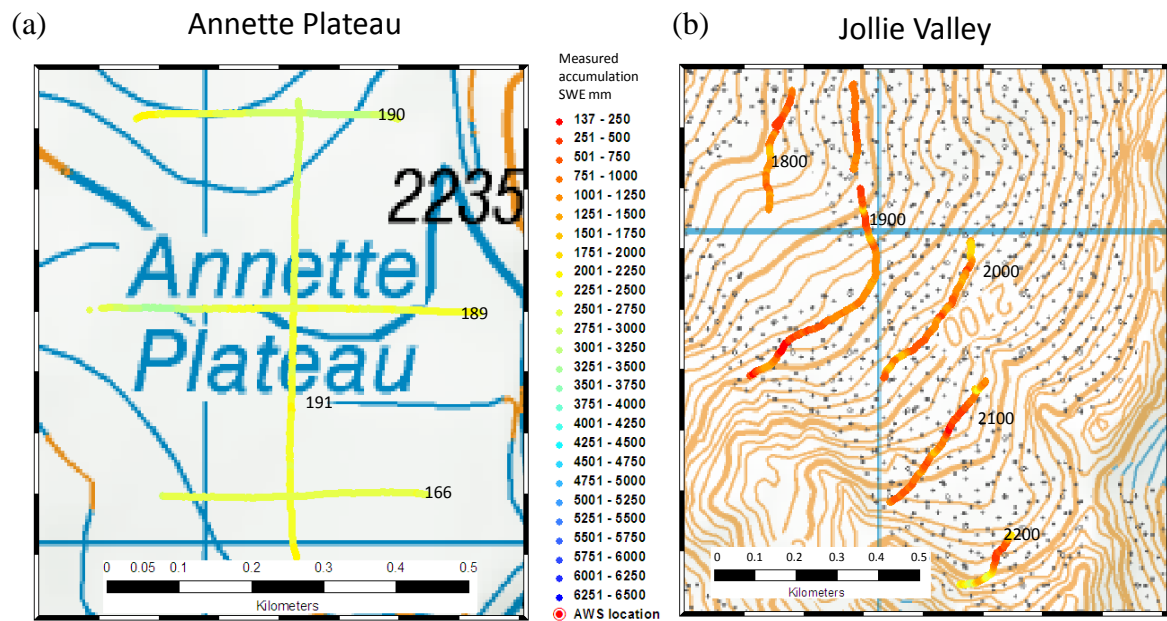 (a)
Annette Plateau
190
2235
Annette
189
Plateau
191
166
0 0.05 0.1 0.2 0.3 0.4 0.5
Kilometers
Measured
accumulation
SWE mm
137 - 250
251 - 500
501 - 750
751 - 1000
1001 - 1250
1251 - 1500
1501 - 1750
1751 - 2000
2001 - 2250
2251 - 2500
2501 - 2750
2751 - 3000
3001 - 3250
3251 - 3500
3501 - 3750
3751 - 4000
4001 - 4250
4251 - 4500
4501 - 4750
4751 - 5000
5001 - 5250
5251 - 5500
5501 - 5750
5751 - 6000
6001 - 6250
6251 - 6500
AWS location
(b)
Jollie Valley
1800
1900
2000
2100
2100
2200
0 0.1 0.2 0.3 0.4 0.5
Kilometers